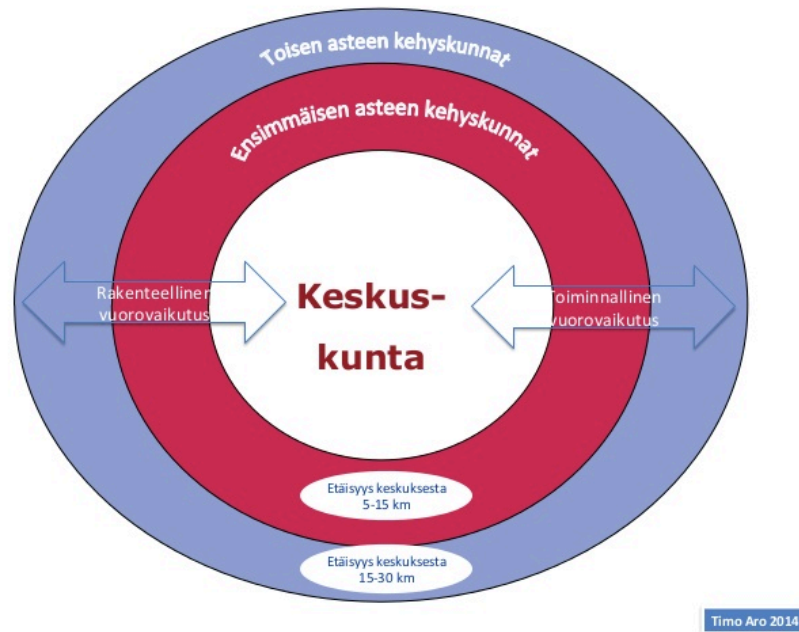 Toisen asteen kehyskunnat
Ensimmäisen asteen kehyskunnat
Rakenteellinen
vuorovaikutus
Keskus-
kunta
Toiminnallinen
vuorovaikutus
Etäisyys keskuksesta
5-15 km
Etäisyys keskuksesta
15-30 km
Timo Aro 2014